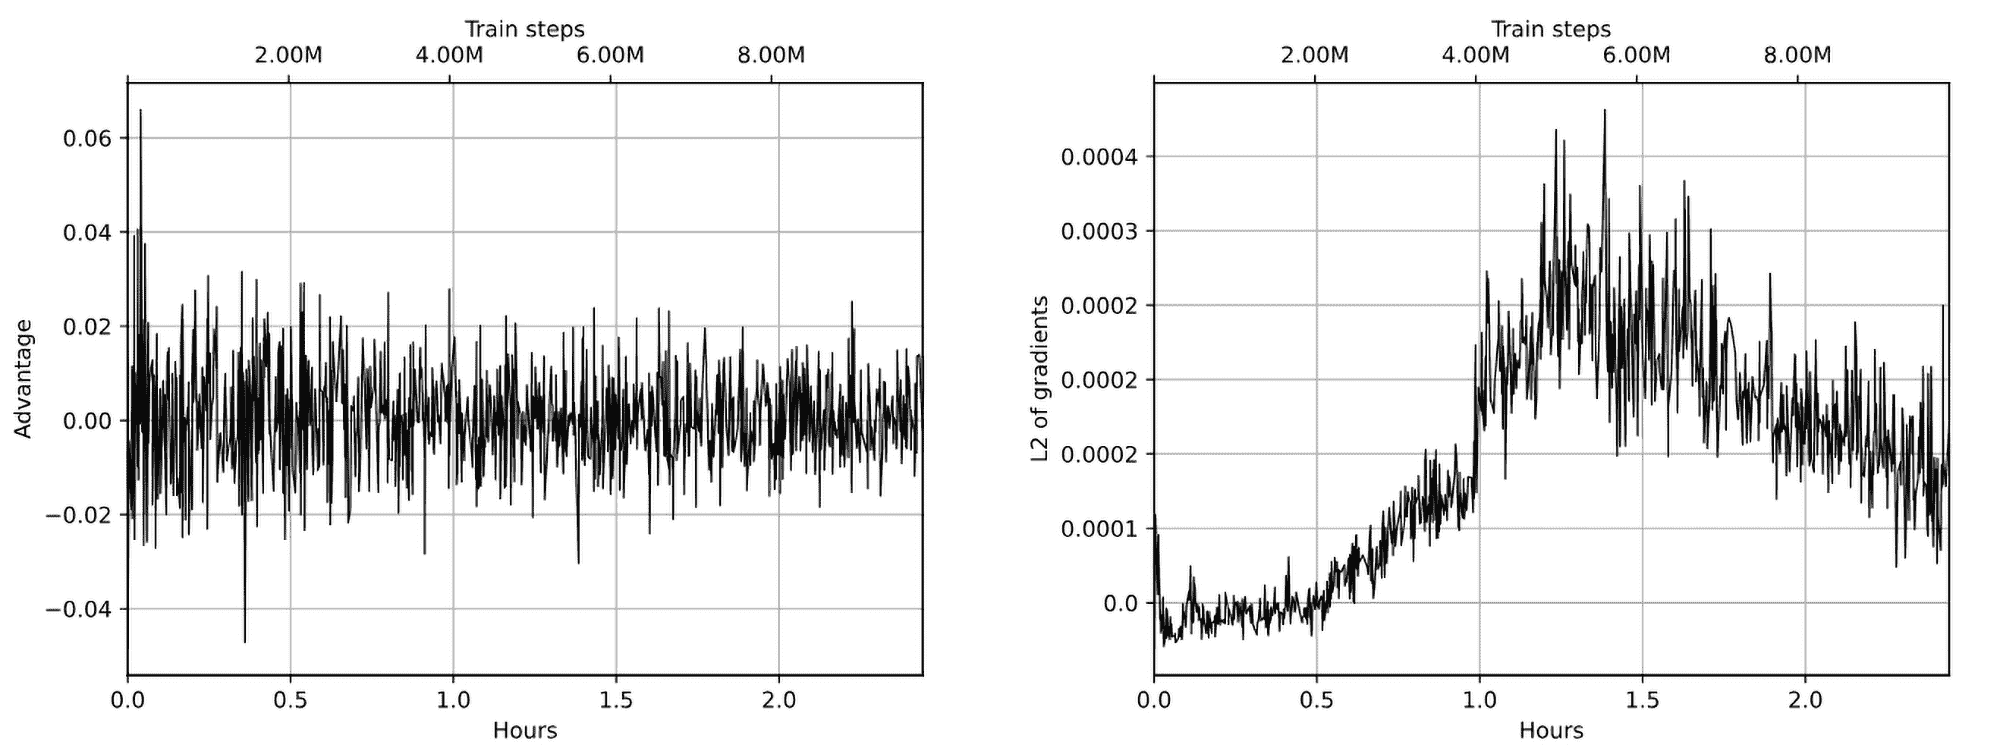 Train steps
2.00M 4.00M 6.00M 8.00M
0.06
0.04
0.02
0.00
−0.02
−0.04
Advantage
0.0 0.5 1.0 1.5 2.0
Hours
Train steps
2.00M 4.00M 6.00M 8.00M
0.0004
0.0003
0.0002
0.0002
0.0002
0.0001
0.0
L2 of gradients
0.0 0.5 1.0 1.5 2.0
Hours